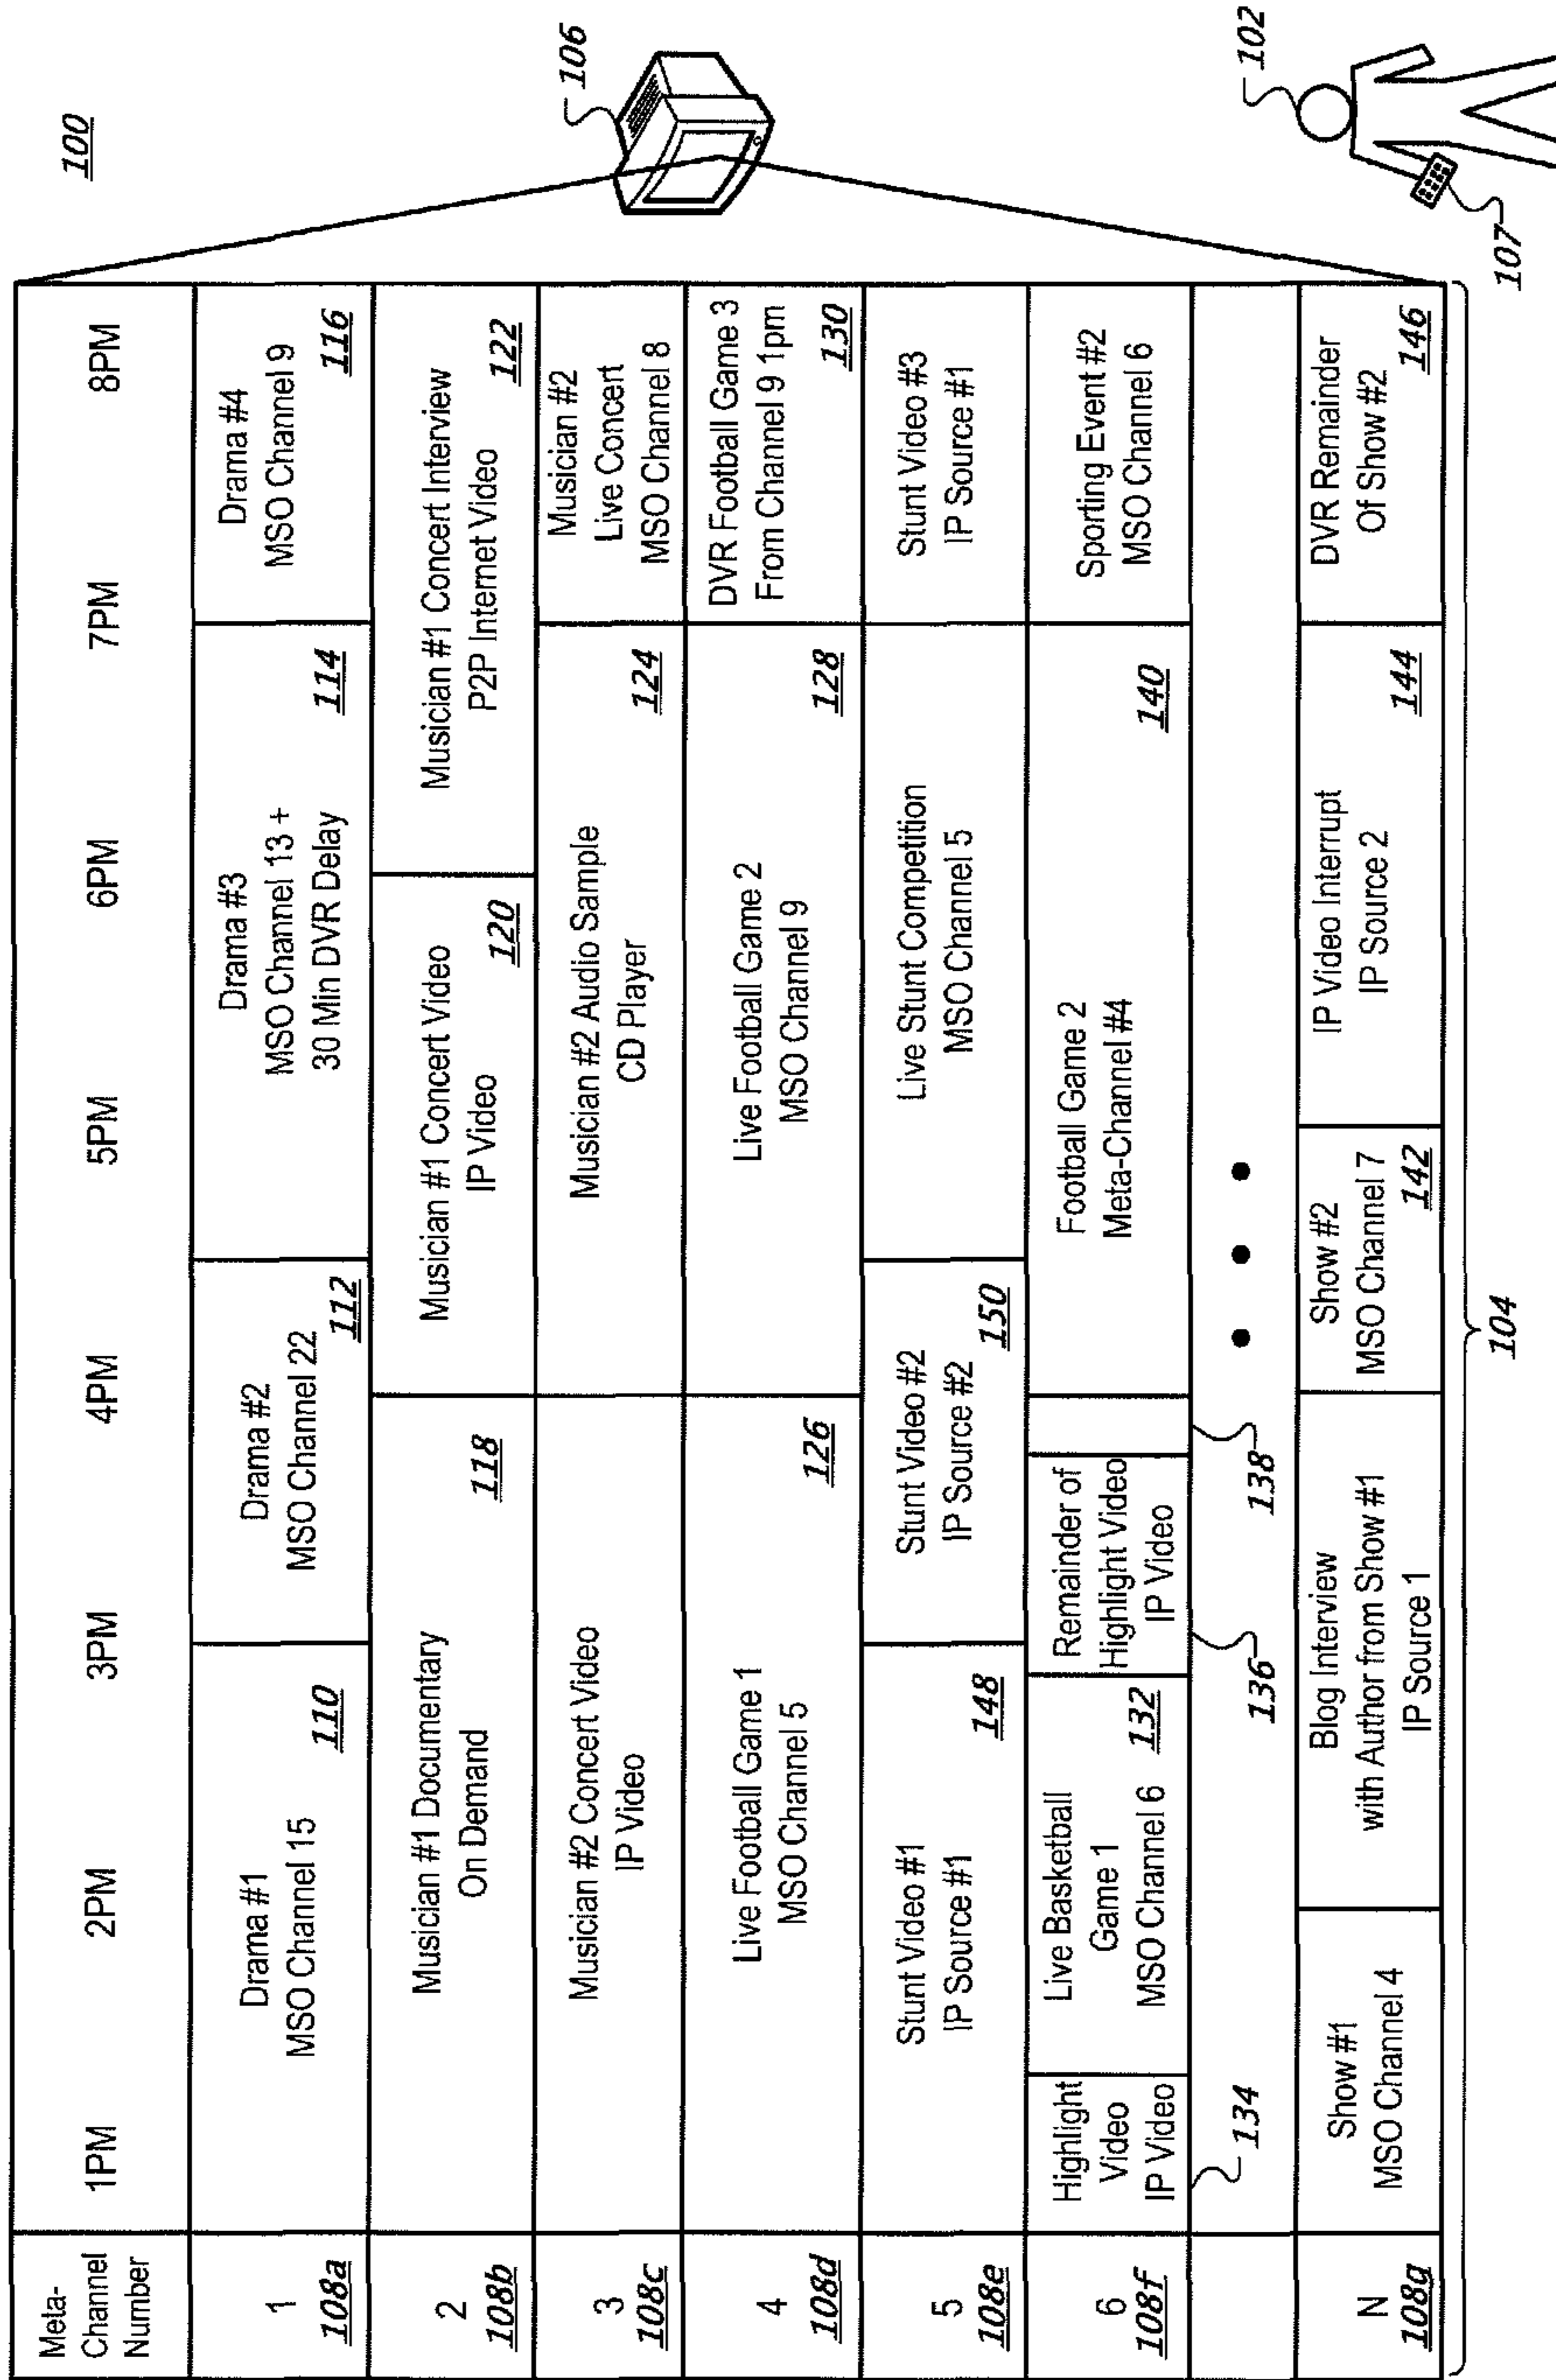 100
Meta-
Channel
Number
1PM
2PM
3PM
4PM
5PM
6PM
7PM
8PM
1
108a
Drama #1
MSO Channel 15
110
Drama #2
MSO Channel 22
112
Drama #3
MSO Channel 13 +
30 Min DVR Delay
114
Drama #4
MSO Channel 9
116
2
108b
Musician #1 Documentary
On Demand
118
Musician #1 Concert Video
IP Video
120
Musician #1 Concert Interview
P2P Internet Video
122
3
108c
Musician #2 Concert Video
IP Video
Musician #2 Audio Sample
CD Player
124
Musician #2
Live Concert
MSO Channel 8
4
108d
Live Football Game 1
MSO Channel 5
126
Live Football Game 2
MSO Channel 9
128
DVR Football Game 3
From Channel 9 1pm
130
5
108e
Stunt Video #1
IP Source #1
148
Stunt Video #2
IP Source #2
150
Live Stunt Competition
MSO Channel 5
Stunt Video #3
IP Source #1
6
108f
Highlight
Video
IP Video
134
Live Basketball
Game 1
MSO Channel 6
132
Remainder of
Highlight Video
IP Video
136
138
Football Game 2
Meta-Channel #4
140
Sporting Event #2
MSO Channel 6
N
108g
Show #1
MSO Channel 4
Blog Interview
with Author from Show #1
IP Source 1
Show #2
MSO Channel 7
142
IP Video Interrupt
IP Source 2
144
DVR Remainder
Of Show #2
146
104
106
102
107